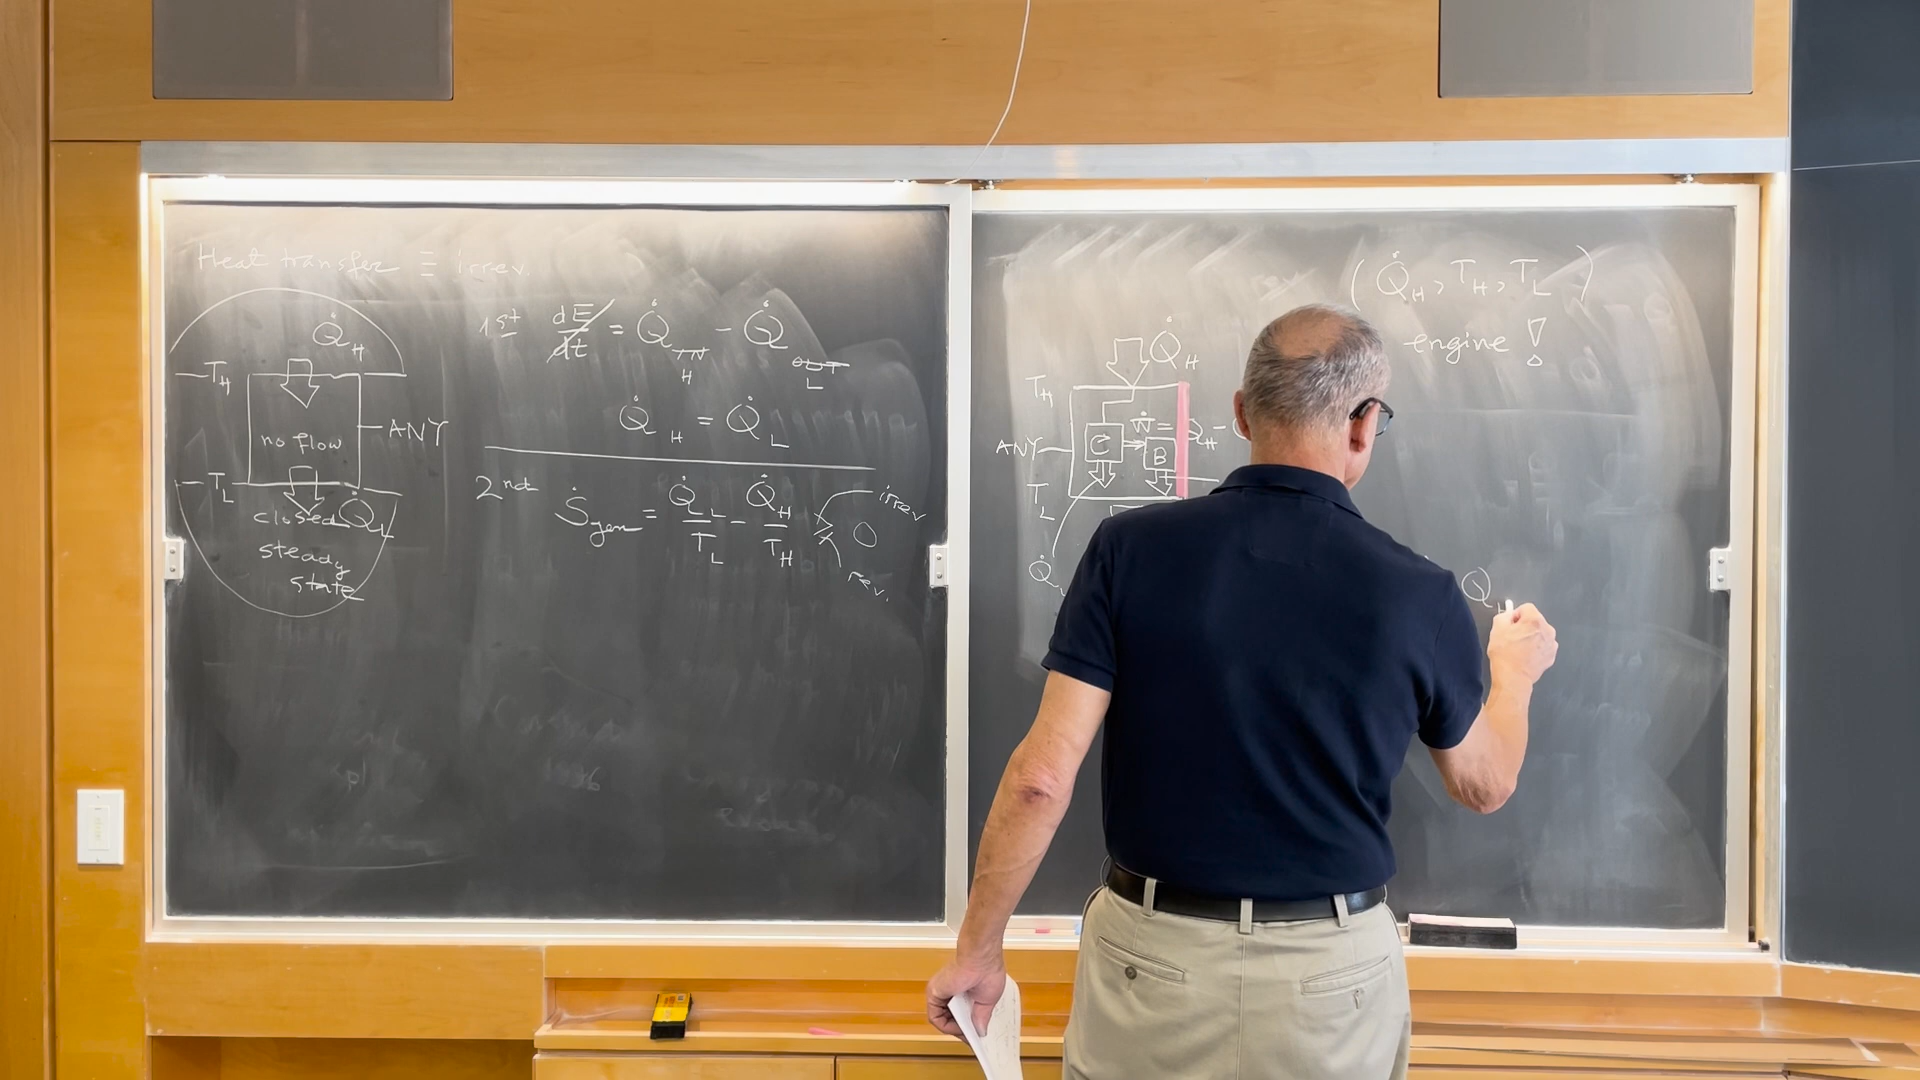 Heat transfer ≡ irrev.
Q̇_H
T_H
no flow
ANY
T_L
Q̇_L
closed
steady
state
1st dE/dt = Q̇_IN H − Q̇_OUT L
Q̇_H = Q̇_L
2nd Ṡ_gen = Q̇_L/T_L − Q̇_H/T_H ≥ 0
irrev
rev.
(Q̇_H, T_H, T_L)
engine!
Q̇_H
T_H
Ẇ = Q̇_H −
ANY
C
B
T_L
Q̇
Q_H